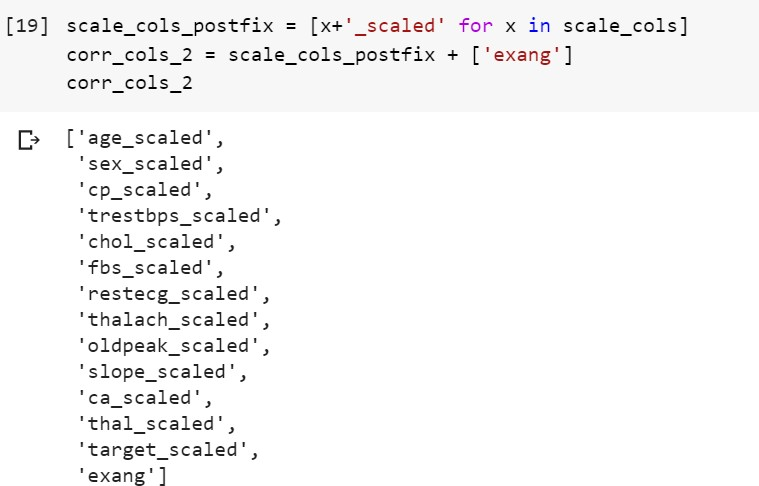 [19] scale_cols_postfix = [x+'_scaled' for x in scale_cols]
corr_cols_2 = scale_cols_postfix + ['exang']
corr_cols_2
['age_scaled',
'sex_scaled',
'cp_scaled',
'trestbps_scaled',
'chol_scaled',
'fbs_scaled',
'restecg_scaled',
'thalach_scaled',
'oldpeak_scaled',
'slope_scaled',
'ca_scaled',
'thal_scaled',
'target_scaled',
'exang']